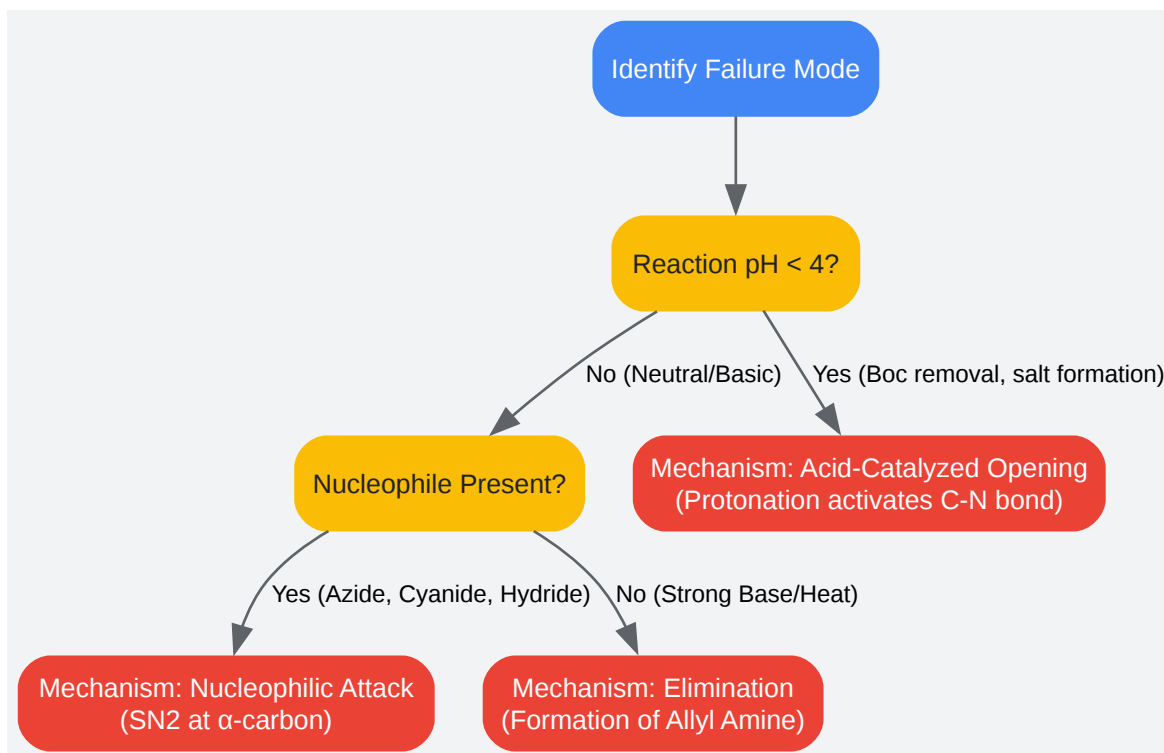 Identify Failure Mode
Reaction pH < 4?
No (Neutral/Basic)
Yes (Boc removal, salt formation)
Nucleophile Present?
Mechanism: Acid-Catalyzed Opening
(Protonation activates C-N bond)
Yes (Azide, Cyanide, Hydride)
No (Strong Base/Heat)
Mechanism: Nucleophilic Attack
(SN2 at α-carbon)
Mechanism: Elimination
(Formation of Allyl Amine)